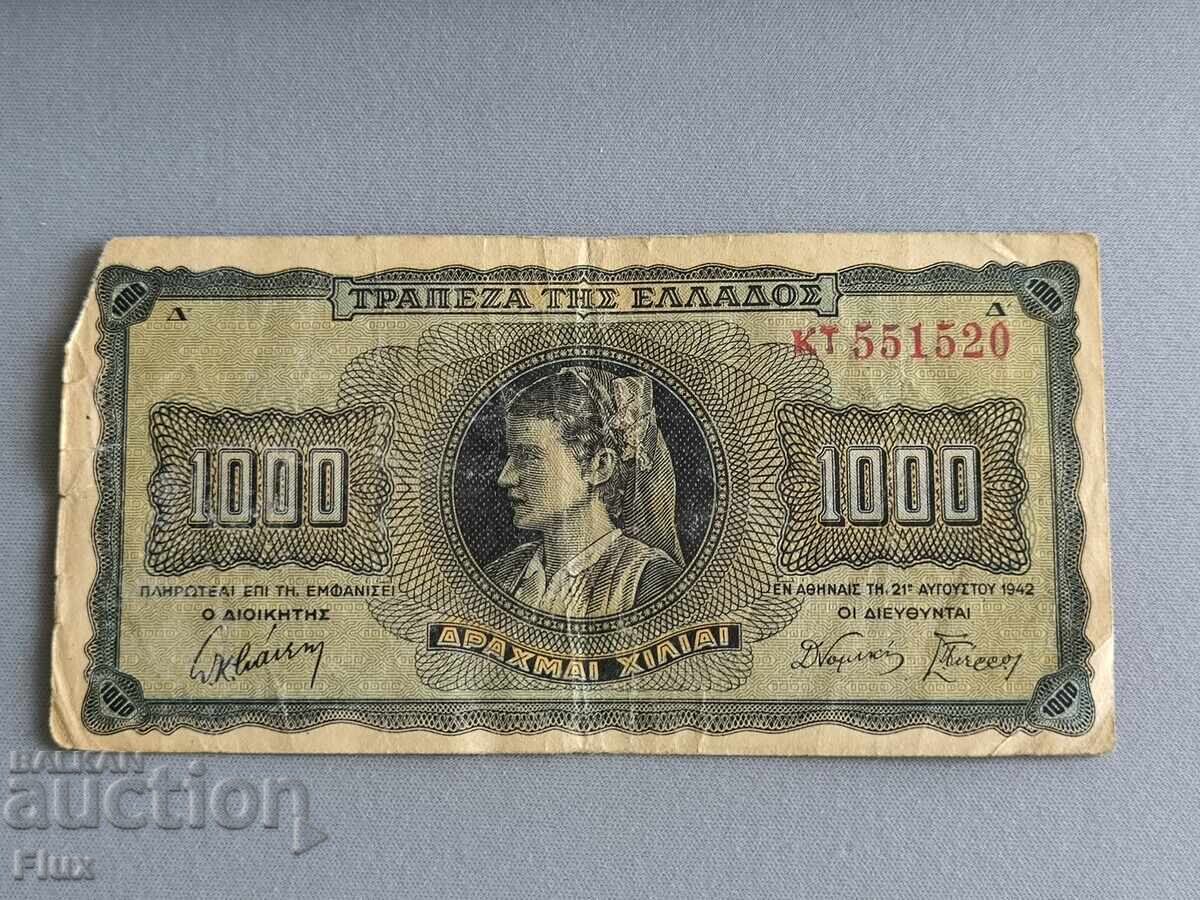 1000 ΤΡΑΠΕΖΑ ΤΗΣ ΕΛΛΑΔΟΣ 1000
Δ Δ
ΚΤ 551520
1000 1000
ΠΛΗΡΩΤΕΑΙ ΕΠΙ ΤΗ, ΕΜΦΑΝΙΣΕΙ
Ο ΔΙΟΙΚΗΤΗΣ
ΕΝ ΑΘΗΝΑΙΣ ΤΗ, 21ῃ ΑΥΓΟΥΣΤΟΥ 1942
ΟΙ ΔΙΕΥΘΥΝΤΑΙ
ΔΡΑΧΜΑΙ ΧΙΛΙΑΙ
1000 1000
BALKAN
auction
Flux